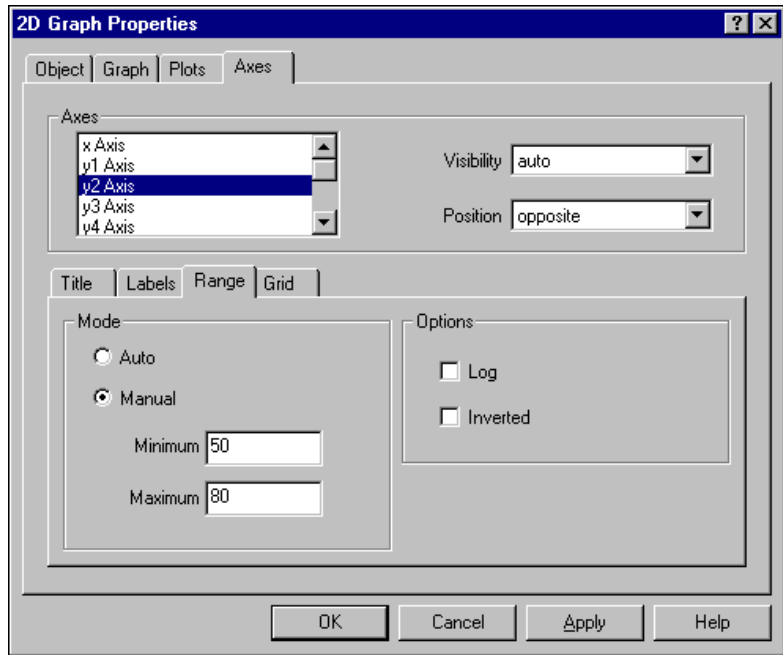 2D Graph Properties
Object Graph Plots Axes
Axes
x Axis
y1 Axis
y2 Axis
y3 Axis
y4 Axis
Visibility auto
Position opposite
Title Labels Range Grid
Mode
Auto
Manual
Minimum 50
Maximum 80
Options
Log
Inverted
OK Cancel Apply Help